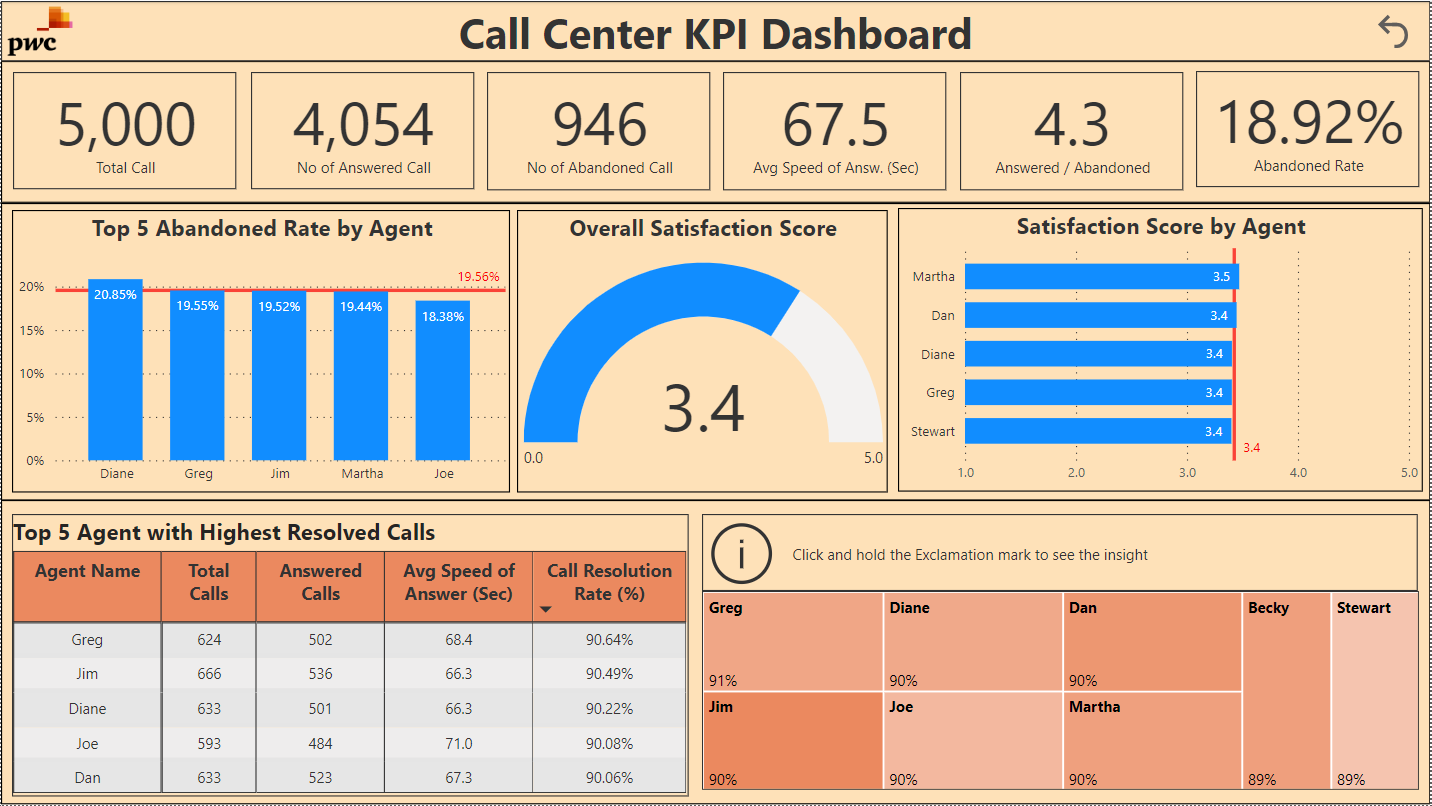 pwc
Call Center KPI Dashboard
5,000
Total Call
4,054
No of Answered Call
946
No of Abandoned Call
67.5
Avg Speed of Answ. (Sec)
4.3
Answered / Abandoned
18.92%
Abandoned Rate
Top 5 Abandoned Rate by Agent
19.56%
20%
15%
10%
5%
0%
20.85%
19.55%
19.52%
19.44%
18.38%
Diane
Greg
Jim
Martha
Joe
Overall Satisfaction Score
3.4
0.0
5.0
Satisfaction Score by Agent
Martha
3.5
Dan
3.4
Diane
3.4
Greg
3.4
Stewart
3.4
3.4
1.0
2.0
3.0
4.0
5.0
Top 5 Agent with Highest Resolved Calls
Agent Name
Total
Calls
Answered
Calls
Avg Speed of
Answer (Sec)
Call Resolution
Rate (%)
Greg 624 502 68.4 90.64%
Jim 666 536 66.3 90.49%
Diane 633 501 66.3 90.22%
Joe 593 484 71.0 90.08%
Dan 633 523 67.3 90.06%
i
Click and hold the Exclamation mark to see the insight
Greg
91%
Diane
90%
Dan
90%
Jim
90%
Joe
90%
Martha
90%
Becky
89%
Stewart
89%